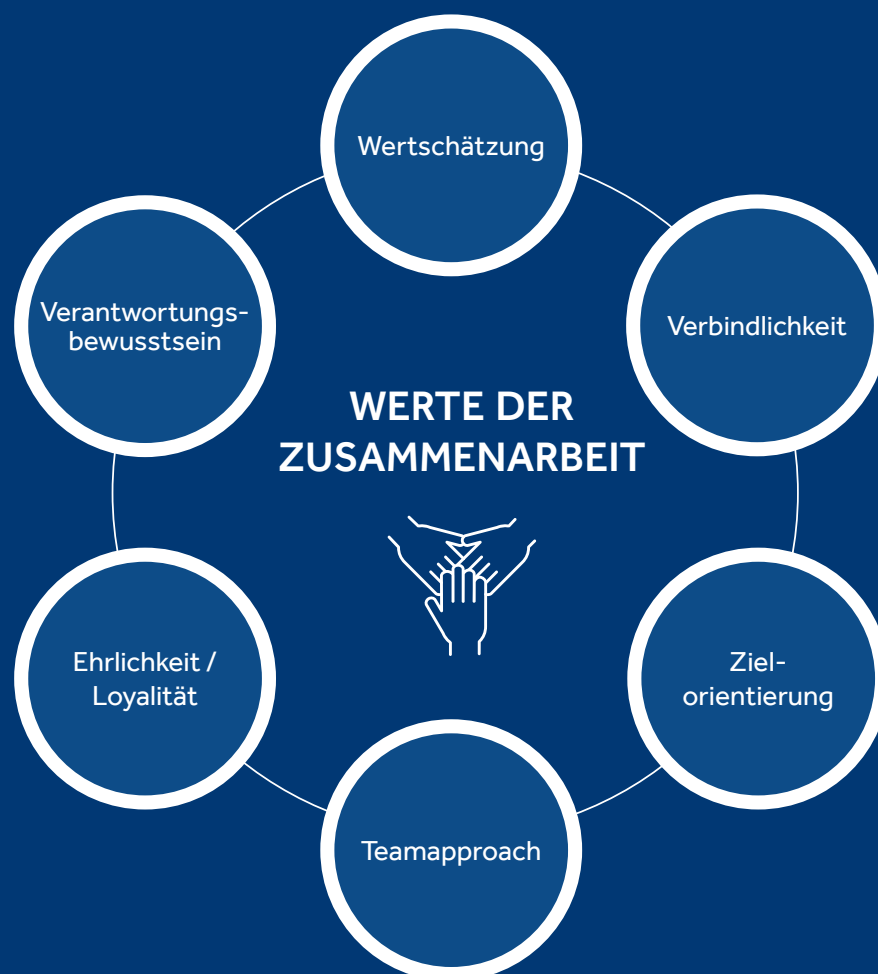 Wertschätzung
Verantwortungs-
bewusstsein
Verbindlichkeit
WERTE DER
ZUSAMMENARBEIT
Ehrlichkeit /
Loyalität
Ziel-
orientierung
Teamapproach